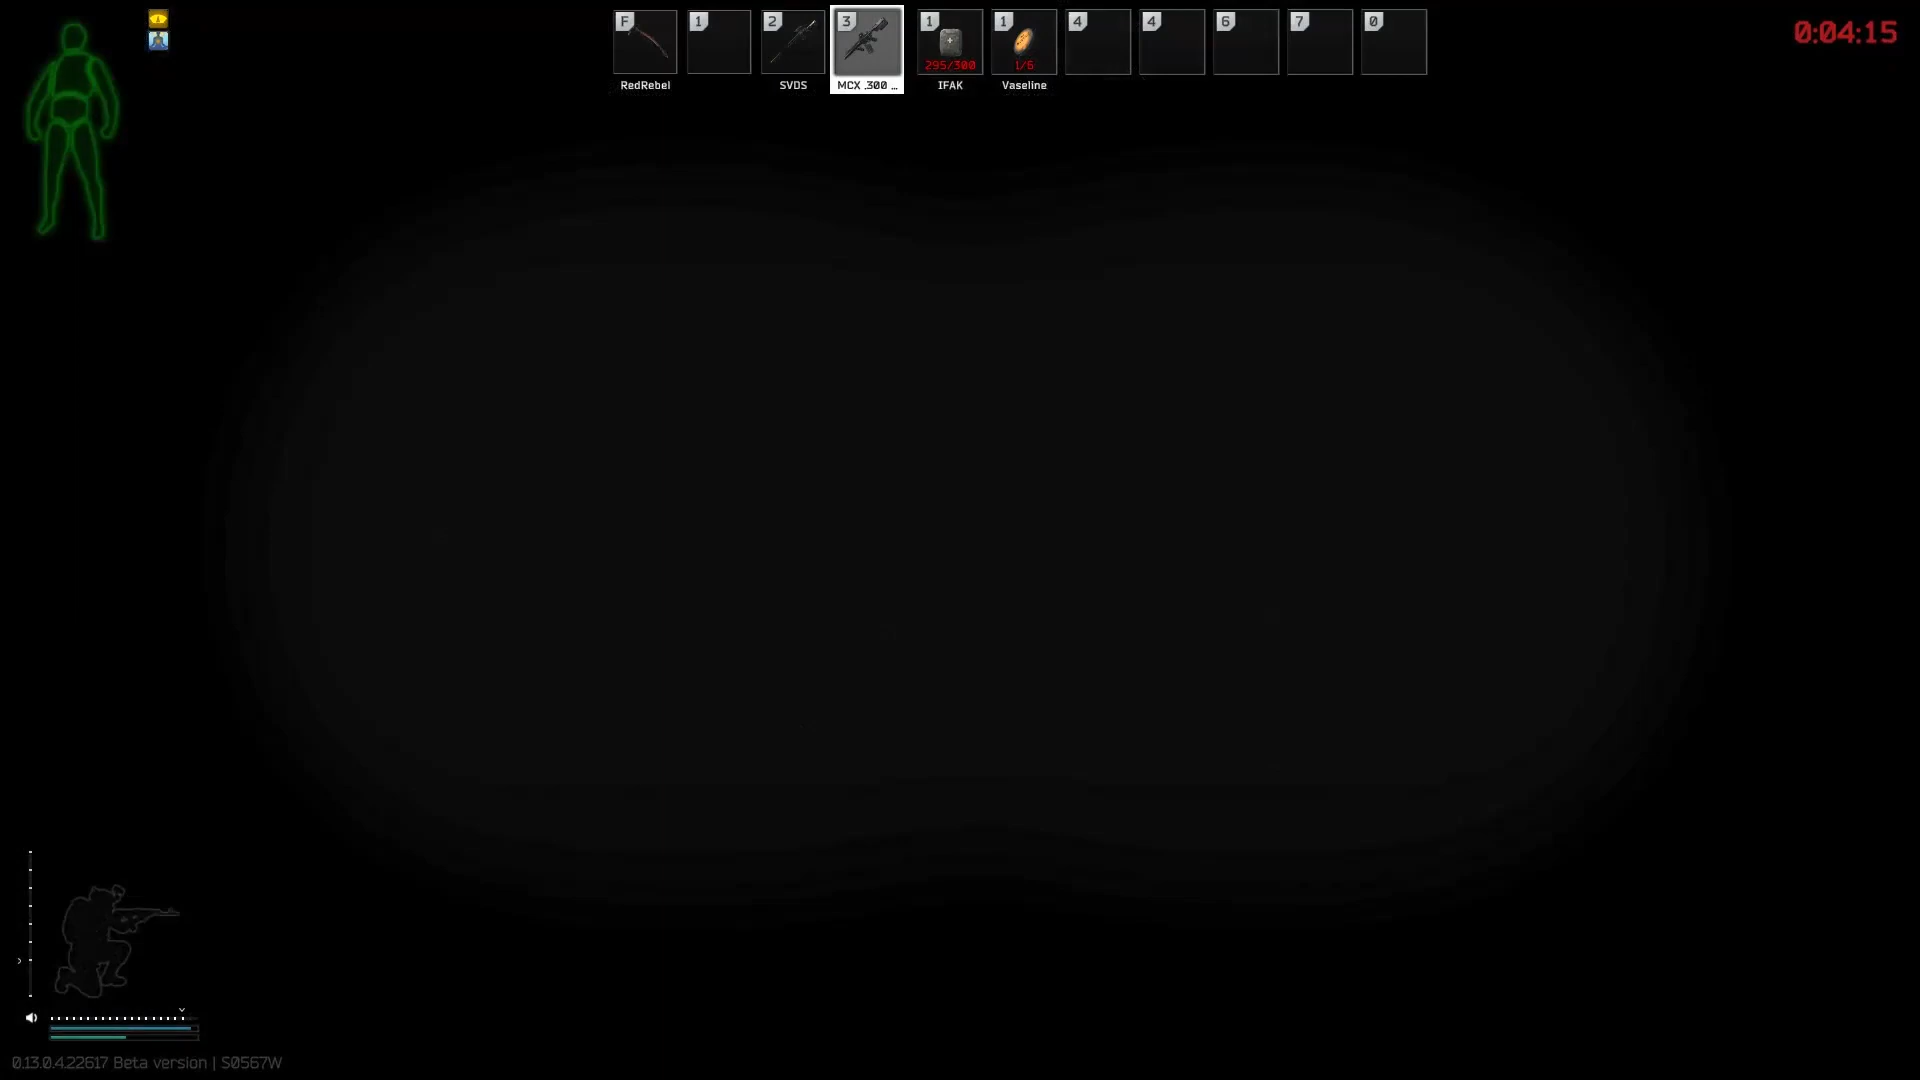 F
1
2
3
1
1
4
4
6
7
0
0:04:15
295/300
1/6
RedRebel
SVDS
MCX .300 ...
IFAK
Vaseline
0.13.0.4.22617 Beta version | S0567W